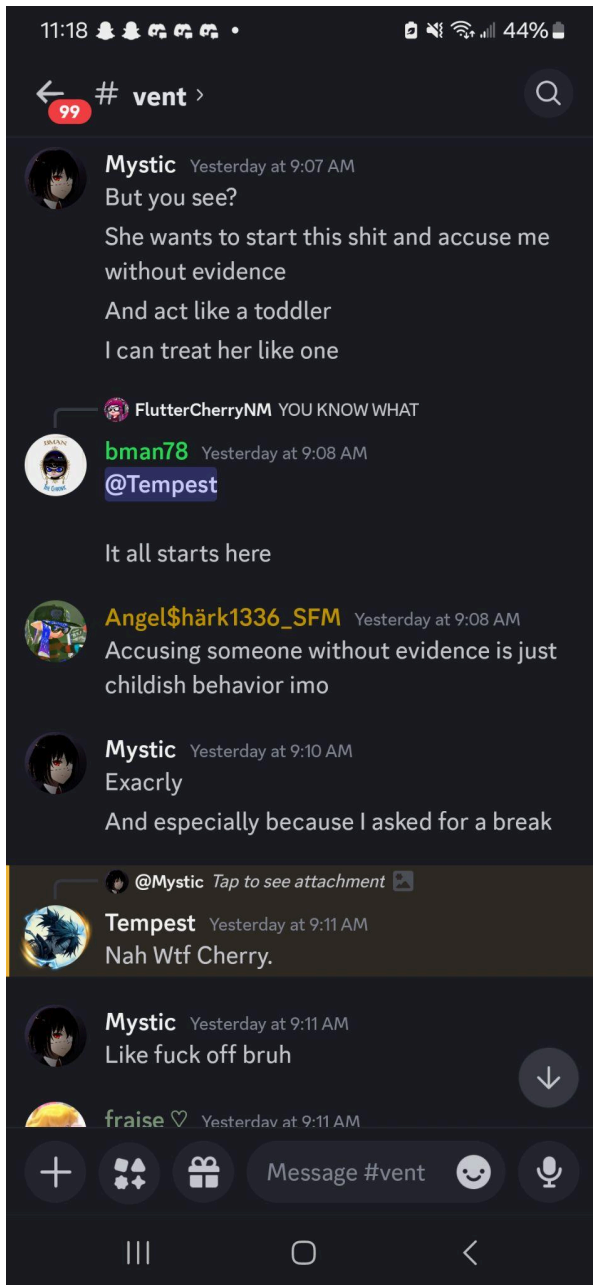 11:18 44%
99 # vent
Mystic Yesterday at 9:07 AM
But you see?
She wants to start this shit and accuse me
without evidence
And act like a toddler
I can treat her like one
FlutterCherryNM YOU KNOW WHAT
BMAN
bman78 Yesterday at 9:08 AM
@Tempest
It all starts here
Angel$härk1336_SFM Yesterday at 9:08 AM
Accusing someone without evidence is just
childish behavior imo
Mystic Yesterday at 9:10 AM
Exacrly
And especially because I asked for a break
@Mystic Tap to see attachment
Tempest Yesterday at 9:11 AM
Nah Wtf Cherry.
Mystic Yesterday at 9:11 AM
Like fuck off bruh
fraise ♡ Yesterday at 9:11 AM
Message #vent